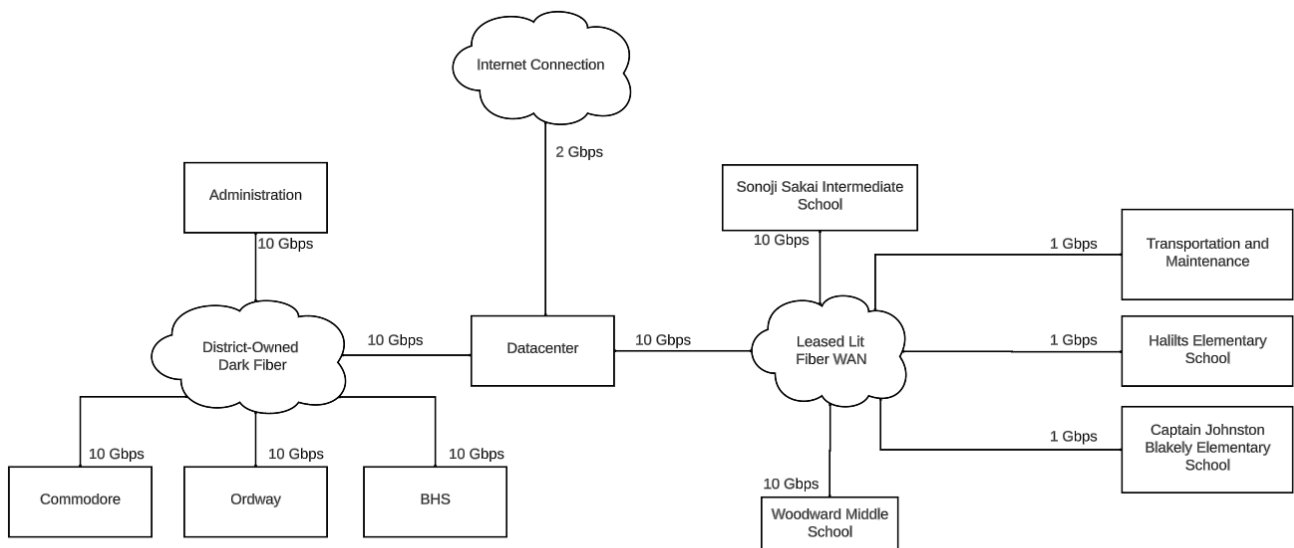 Internet Connection
2 Gbps
Administration
10 Gbps
Sonoji Sakai Intermediate
School
10 Gbps
1 Gbps
Transportation and
Maintenance
District-Owned
Dark Fiber
10 Gbps
Datacenter
10 Gbps
Leased Lit
Fiber WAN
1 Gbps
Halilts Elementary
School
1 Gbps
Captain Johnston
Blakely Elementary
School
10 Gbps
10 Gbps
10 Gbps
10 Gbps
Commodore
Ordway
BHS
Woodward Middle
School